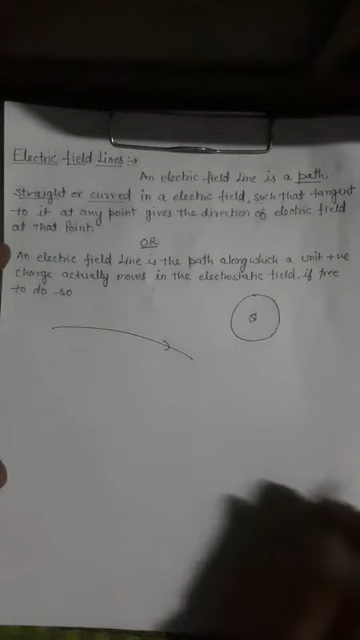 Electric field Lines :→
An electric field line is a path,
straight or curved in a electric field, such that tangent
to it at any point gives the direction of electric field
at that point.
OR
An electric field line is the path along which a unit +ve
charge actually moves in the electrostatic field, if free
to do so